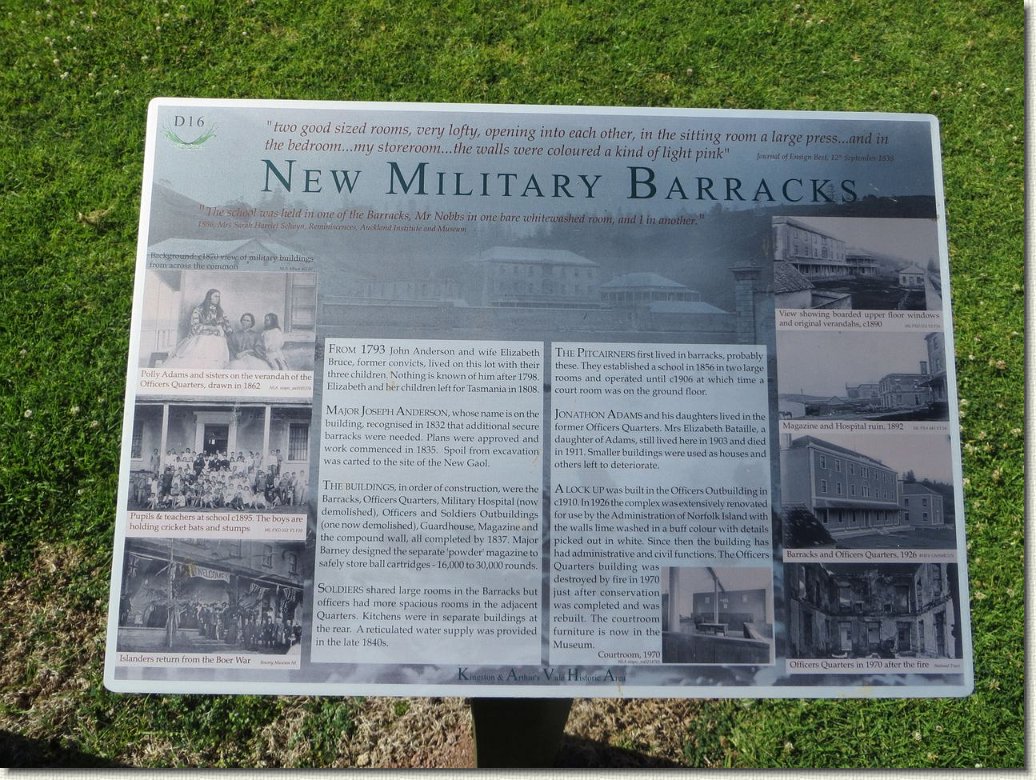 D16
"two good sized rooms, very lofty, opening into each other, in the sitting room a large press...and in
the bedroom...my storeroom...the walls were coloured a kind of light pink"
Journal of Ensign Best, 12th September 1838
NEW MILITARY BARRACKS
"The school was held in one of the Barracks, Mr Nobbs in one bare whitewashed room, and I in another."
Mrs Sarah Harriet Selwyn, Reminiscences, Auckland Institute and Museum
Background: c1870 view of military buildings
from across the common
Polly Adams and sisters on the verandah of the
Officers Quarters, drawn in 1862
Pupils & teachers at school c1895. The boys are
holding cricket bats and stumps
Islanders return from the Boer War
FROM 1793 John Anderson and wife Elizabeth
Bruce, former convicts, lived on this lot with their
three children. Nothing is known of him after 1798.
Elizabeth and her children left for Tasmania in 1808.
MAJOR JOSEPH ANDERSON, whose name is on the
building, recognised in 1832 that additional secure
barracks were needed. Plans were approved and
work commenced in 1835. Spoil from excavation
was carted to the site of the New Gaol.
THE BUILDINGS, in order of construction, were the
Barracks, Officers Quarters, Military Hospital (now
demolished), Officers and Soldiers Outbuildings
(one now demolished), Guardhouse, Magazine and
the compound wall, all completed by 1837. Major
Barney designed the separate 'powder' magazine to
safely store ball cartridges - 16,000 to 30,000 rounds.
SOLDIERS shared large rooms in the Barracks but
officers had more spacious rooms in the adjacent
Quarters. Kitchens were in separate buildings at
the rear. A reticulated water supply was provided
in the late 1840s.
THE PITCAIRNERS first lived in barracks, probably
these. They established a school in 1856 in two large
rooms and operated until c1906 at which time a
court room was on the ground floor.
JONATHON ADAMS and his daughters lived in the
former Officers Quarters. Mrs Elizabeth Bataille, a
daughter of Adams, still lived here in 1903 and died
in 1911. Smaller buildings were used as houses and
others left to deteriorate.
A LOCK UP was built in the Officers Outbuilding in
c1910. In 1926 the complex was extensively renovated
for use by the Administration of Norfolk Island with
the walls lime washed in a buff colour with details
picked out in white. Since then the building has
had administrative and civil functions. The Officers
Quarters building was
destroyed by fire in 1970
just after conservation
was completed and was
rebuilt. The courtroom
furniture is now in the
Museum.
Courtroom, 1970
View showing boarded upper floor windows
and original verandahs, c1890
Magazine and Hospital ruin, 1892
Barracks and Officers Quarters, 1926
Officers Quarters in 1970 after the fire
National Trust
Kingston & Arthur's Vale Historic Area